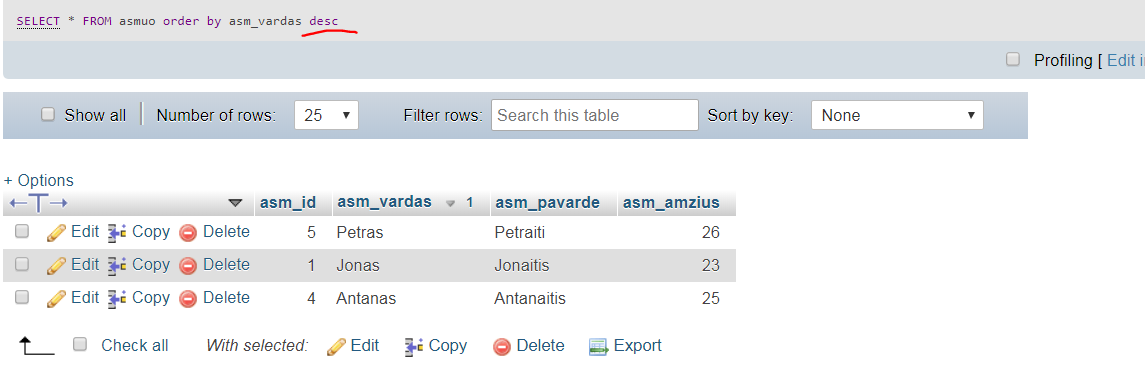 SELECT * FROM asmuo order by asm_vardas desc
Profiling [ Edit i
Show all Number of rows: 25 Filter rows: Search this table Sort by key: None
+ Options
asm_id asm_vardas 1 asm_pavarde asm_amzius
Edit Copy Delete 5 Petras Petraiti 26
Edit Copy Delete 1 Jonas Jonaitis 23
Edit Copy Delete 4 Antanas Antanaitis 25
Check all With selected: Edit Copy Delete Export